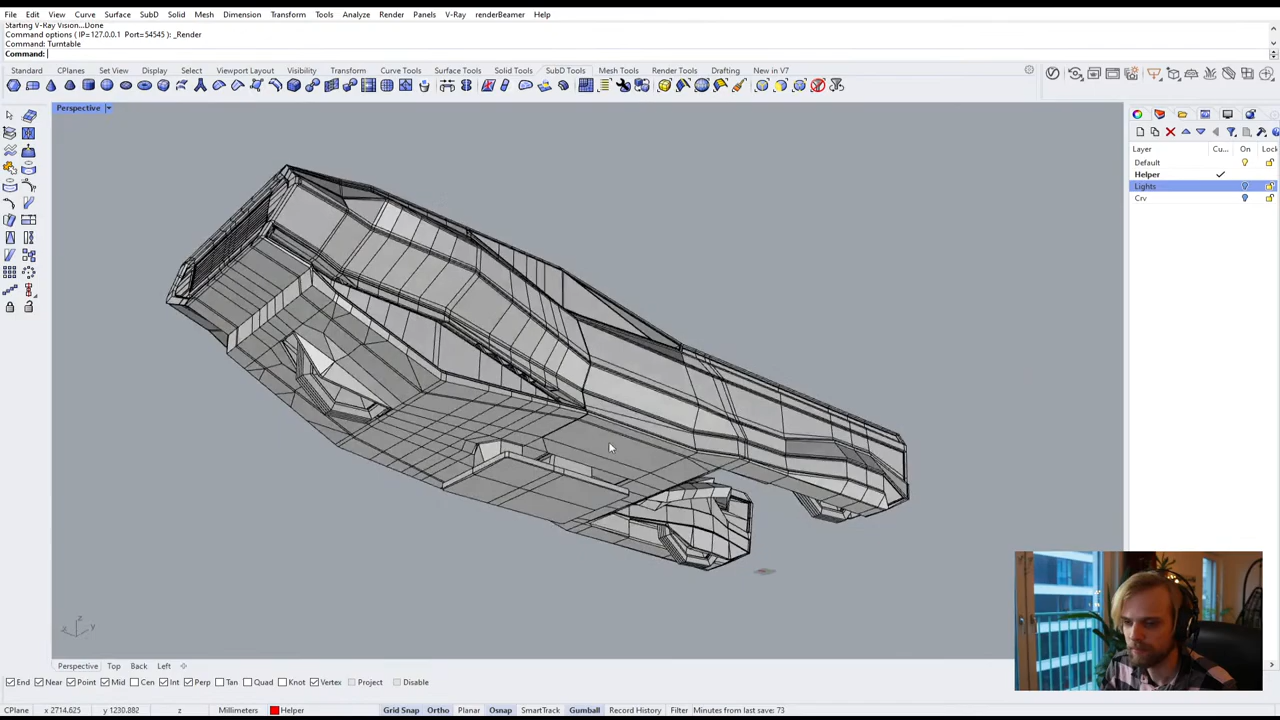 File Edit View Curve Surface SubD Solid Mesh Dimension Transform Tools Analyze Render Panels V-Ray renderBeamer Help
Starting V-Ray Vision...Done
Command options ( IP=127.0.0.1 Port=54545 ): _Render
Command: Turntable
Command:
Standard CPlanes Set View Display Select Viewport Layout Visibility Transform Curve Tools Surface Tools Solid Tools SubD Tools Mesh Tools Render Tools Drafting New in V7
Perspective
Layer Cu... On Lock
Default
Helper
Lights
Crv
z
x y
Perspective Top Back Left
End Near Point Mid Cen Int Perp Tan Quad Knot Vertex Project Disable
CPlane x 2714.625 y 1230.882 z Millimeters Helper Grid Snap Ortho Planar Osnap SmartTrack Gumball Record History Filter Minutes from last save: 73